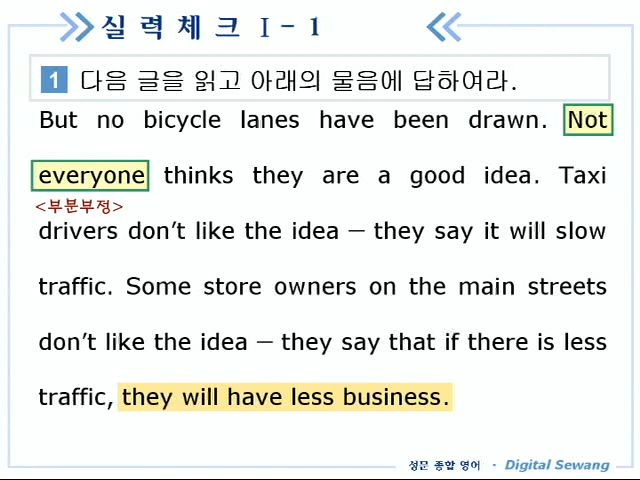 실 력 체 크 Ⅰ - 1
1 다음 글을 읽고 아래의 물음에 답하여라.
But no bicycle lanes have been drawn. Not
everyone thinks they are a good idea. Taxi
<부분부정>
drivers don’t like the idea — they say it will slow
traffic. Some store owners on the main streets
don’t like the idea — they say that if there is less
traffic, they will have less business.
정문 종합 영어 · Digital Sewang